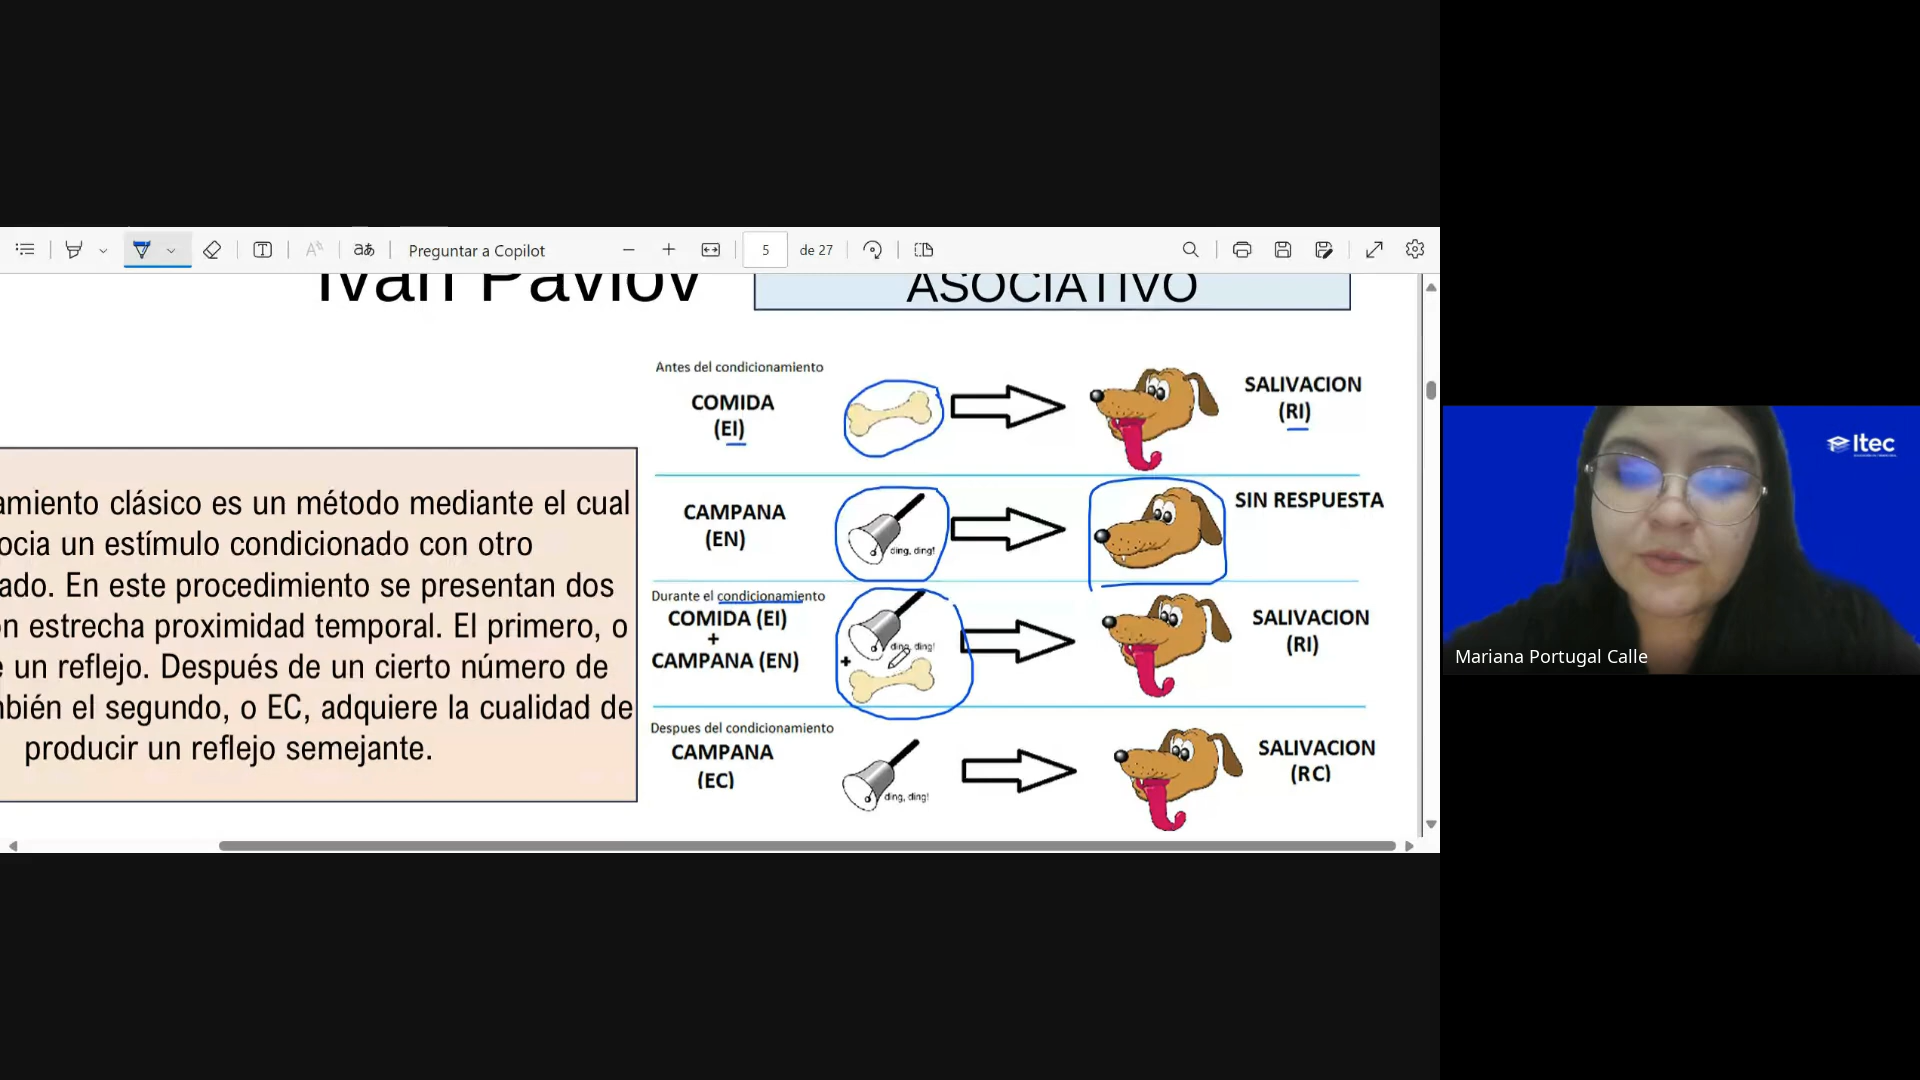 Preguntar a Copilot
5
de 27
Ivan Pavlov
ASOCIATIVO
Antes del condicionamiento
COMIDA
(EI)
SALIVACION
(RI)
CAMPANA
(EN)
ding, ding!
SIN RESPUESTA
Durante el condicionamiento
COMIDA (EI)
+
CAMPANA (EN)
ding, ding!
+
SALIVACION
(RI)
Despues del condicionamiento
CAMPANA
(EC)
ding, ding!
SALIVACION
(RC)
amiento clásico es un método mediante el cual
ocia un estímulo condicionado con otro
ado. En este procedimiento se presentan dos
on estrecha proximidad temporal. El primero, o
e un reflejo. Después de un cierto número de
mbién el segundo, o EC, adquiere la cualidad de
producir un reflejo semejante.
Itec
Mariana Portugal Calle